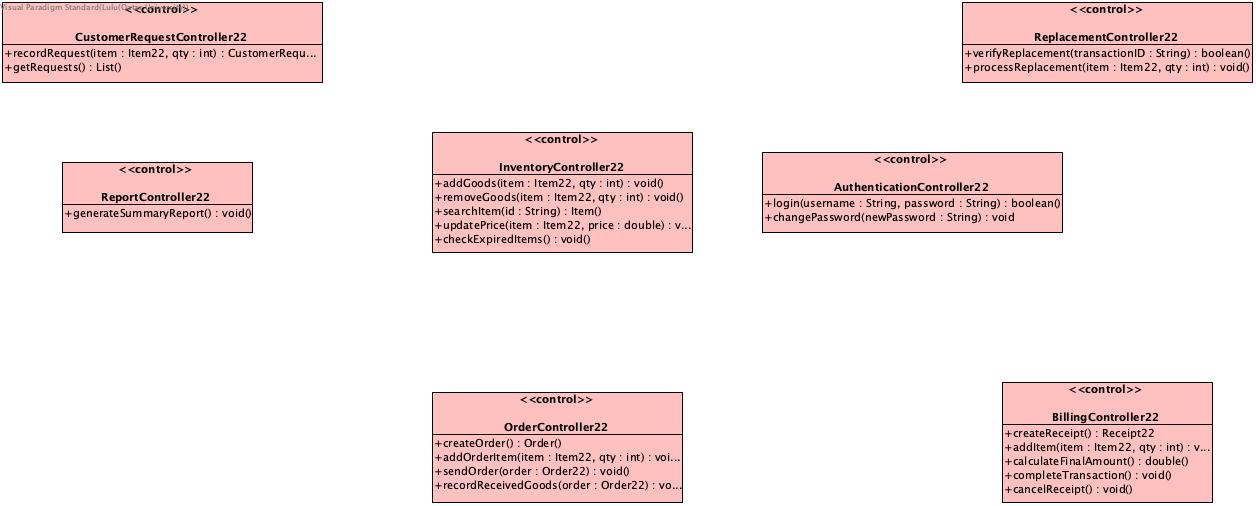 Visual Paradigm Standard(Lulu(Qatar
<<control>>
CustomerRequestController22
+recordRequest(item : Item22, qty : int) : CustomerRequ...
+getRequests() : List()
<<control>>
ReplacementController22
+verifyReplacement(transactionID : String) : boolean()
+processReplacement(item : Item22, qty : int) : void()
<<control>>
ReportController22
+generateSummaryReport() : void()
<<control>>
InventoryController22
+addGoods(item : Item22, qty : int) : void()
+removeGoods(item : Item22, qty : int) : void()
+searchItem(id : String) : Item()
+updatePrice(item : Item22, price : double) : v...
+checkExpiredItems() : void()
<<control>>
AuthenticationController22
+login(username : String, password : String) : boolean()
+changePassword(newPassword : String) : void
<<control>>
OrderController22
+createOrder() : Order()
+addOrderItem(item : Item22, qty : int) : voi...
+sendOrder(order : Order22) : void()
+recordReceivedGoods(order : Order22) : vo...
<<control>>
BillingController22
+createReceipt() : Receipt22
+addItem(item : Item22, qty : int) : v...
+calculateFinalAmount() : double()
+completeTransaction() : void()
+cancelReceipt() : void()